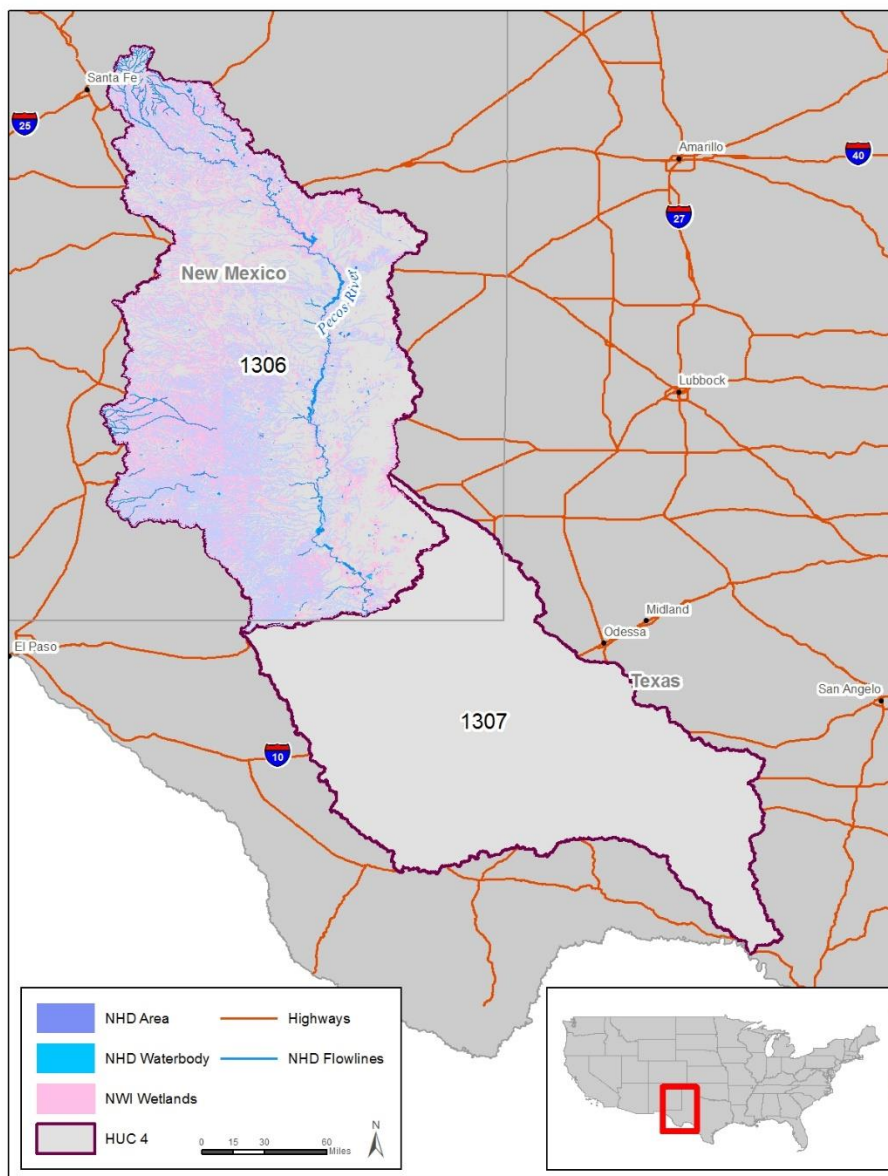 Santa Fe
25
Amarillo
40
27
New Mexico
Pecos River
1306
Lubbock
Midland
Odessa
El Paso
Texas
San Angelo
1307
10
NHD Area
Highways
NHD Waterbody
NHD Flowlines
NWI Wetlands
HUC 4
0 15 30 60
Miles
N